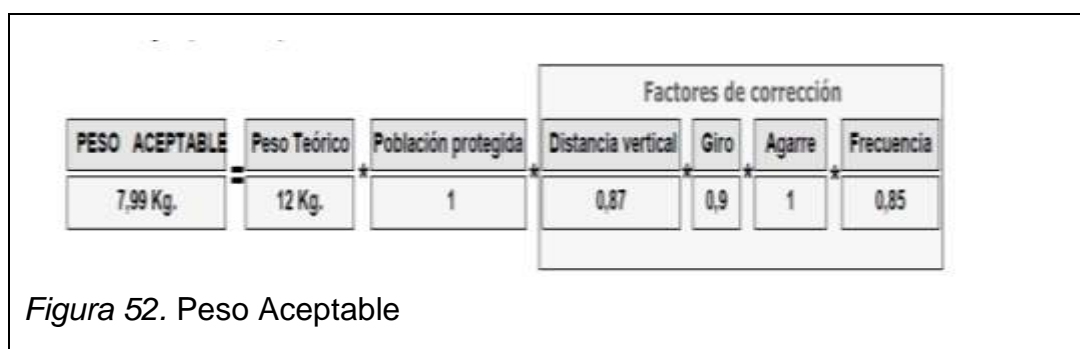 Factores de corrección
PESO ACEPTABLE Peso Teórico Población protegida Distancia vertical Giro Agarre Frecuencia
= * * * * *
7,99 Kg. 12 Kg. 1 0,87 0,9 1 0,85
Figura 52. Peso Aceptable